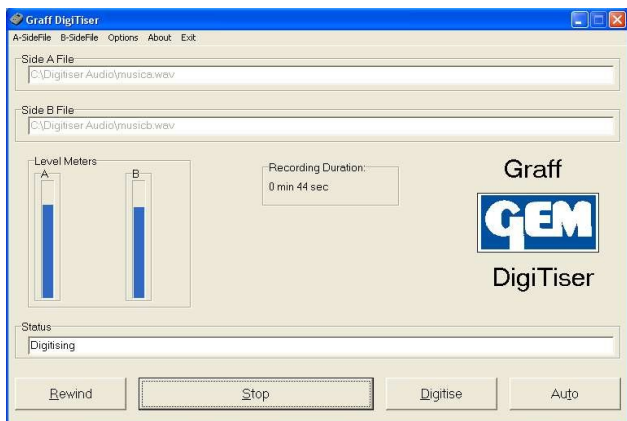 Graff DigiTiser
A-SideFile B-SideFile Options About Exit
Side A File
C:\Digitiser Audio\musica.wav
Side B File
C:\Digitiser Audio\musicb.wav
Level Meters
A B
Recording Duration:
0 min 44 sec
Graff
GEM
DigiTiser
Status
Digitising
Rewind Stop Digitise Auto